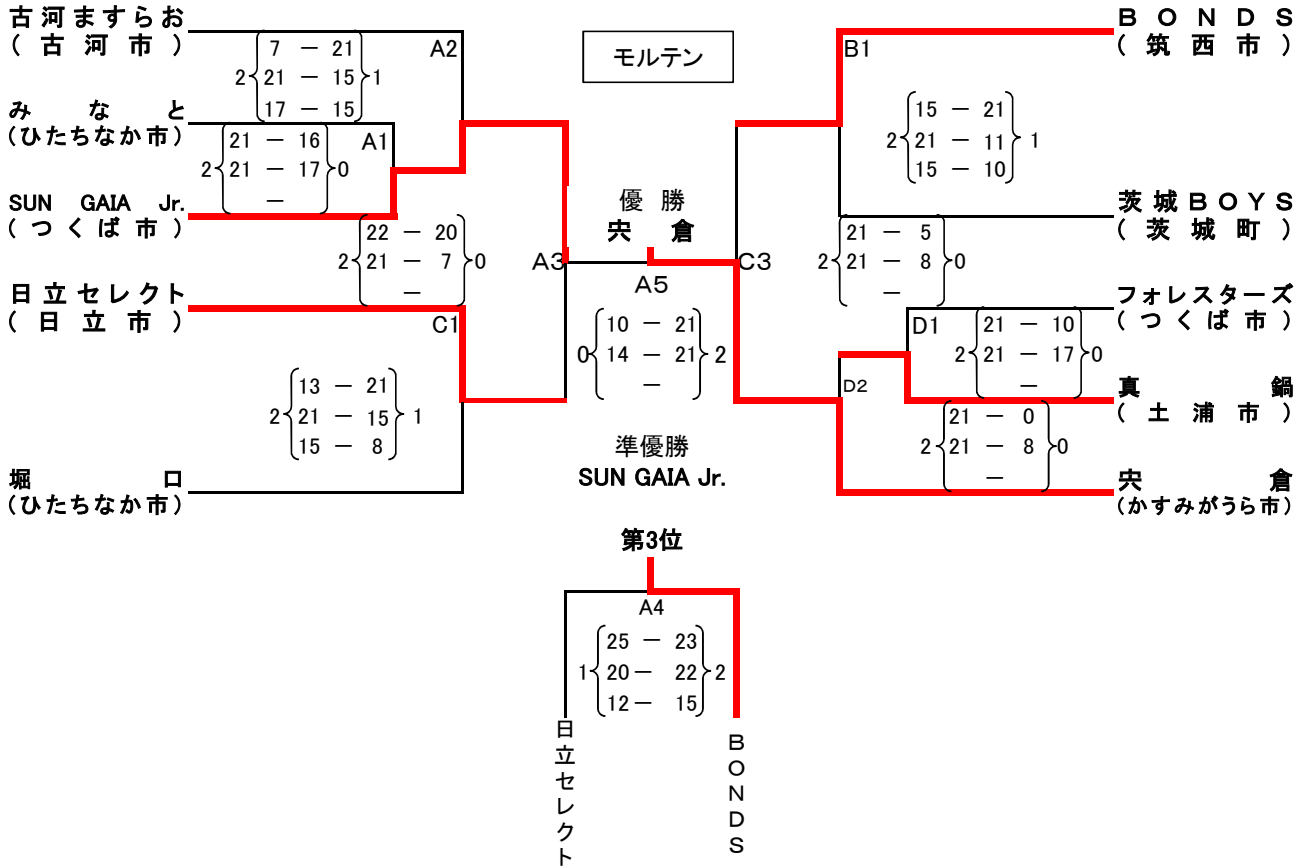 古河ますらお
(古河市)
A2
7 － 21
2 21 － 15 1
17 － 15
みなと
(ひたちなか市)
A1
21 － 16
2 21 － 17 0
－
SUN GAIA Jr.
(つくば市)
22 － 20
2 21 － 7 0
－
A3
日立セレクト
(日立市)
C1
13 － 21
2 21 － 15 1
15 － 8
堀口
(ひたちなか市)
モルテン
優勝
宍倉
A5
10 － 21
0 14 － 21 2
－
準優勝
SUN GAIA Jr.
BONDS
(筑西市)
B1
15 － 21
2 21 － 11 1
15 － 10
茨城BOYS
(茨城町)
C3
21 － 5
2 21 － 8 0
－
フォレスターズ
(つくば市)
D1
21 － 10
2 21 － 17 0
－
真鍋
(土浦市)
D2
21 － 0
2 21 － 8 0
－
宍倉
(かすみがうら市)
第3位
A4
25 － 23
1 20 － 22 2
12 － 15
日立セレクト
BONDS